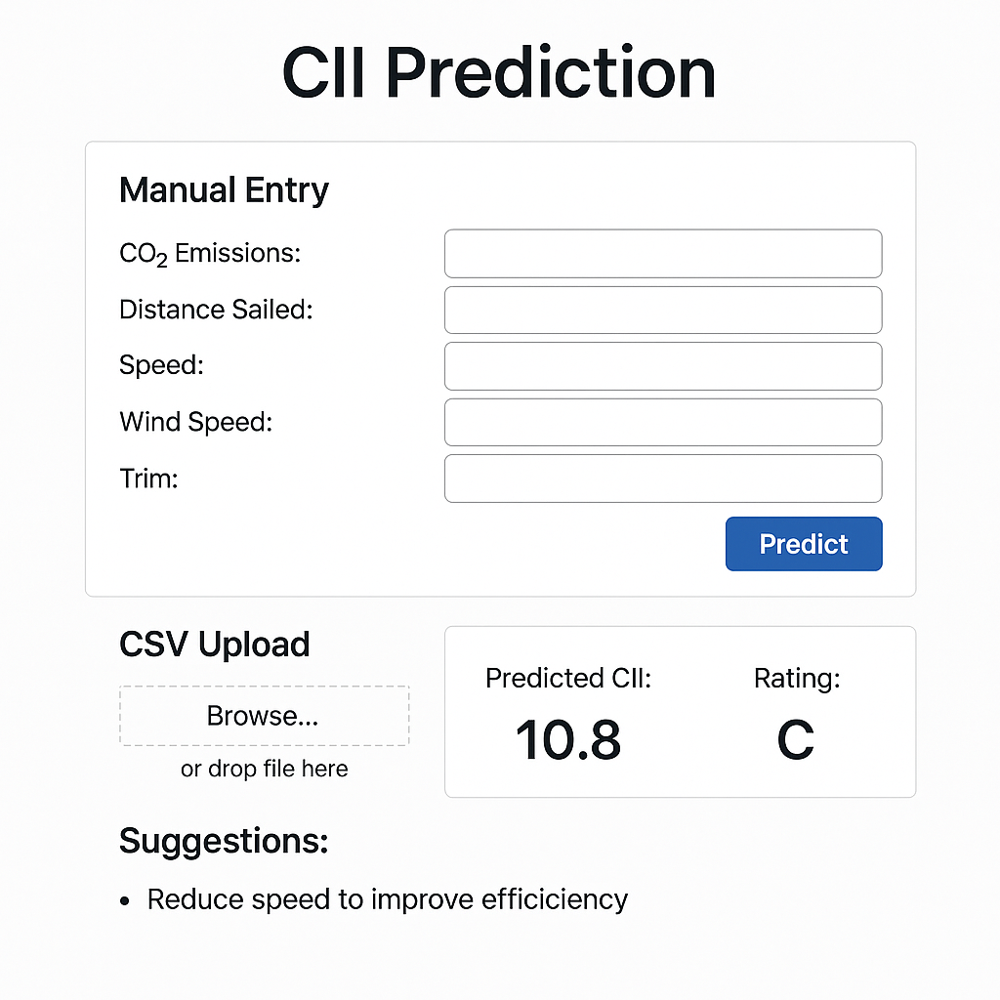 CII Prediction
Manual Entry
CO₂ Emissions:
Distance Sailed:
Speed:
Wind Speed:
Trim:
Predict
CSV Upload
Browse...
or drop file here
Predicted CII:
10.8
Rating:
C
Suggestions:
• Reduce speed to improve efficiciency